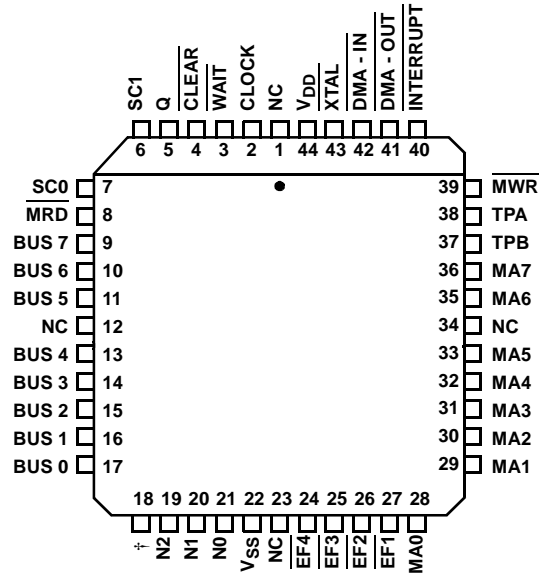 SC1 Q CLEAR WAIT CLOCK NC VDD XTAL DMA - IN DMA - OUT INTERRUPT
6 5 4 3 2 1 44 43 42 41 40
SC0 7 39 MWR
MRD 8 38 TPA
BUS 7 9 37 TPB
BUS 6 10 36 MA7
BUS 5 11 35 MA6
NC 12 34 NC
BUS 4 13 33 MA5
BUS 3 14 32 MA4
BUS 2 15 31 MA3
BUS 1 16 30 MA2
BUS 0 17 29 MA1
18 19 20 21 22 23 24 25 26 27 28
† N2 N1 N0 VSS NC EF4 EF3 EF2 EF1 MA0